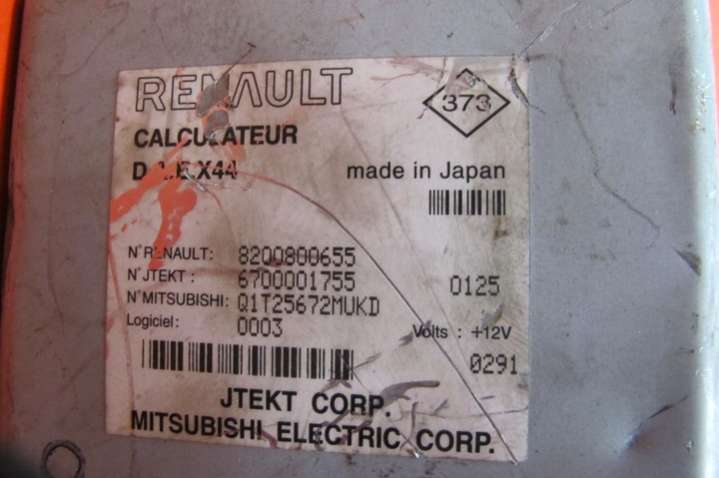 RENAULT
373
CALCULATEUR
X44
made in Japan
N°RENAULT: 8200800655
N°JTEKT: 6700001755 0125
N°MITSUBISHI: Q1T25672MUKD
Logiciel: 0003 Volts : +12V
0291
JTEKT CORP.
MITSUBISHI ELECTRIC CORP.